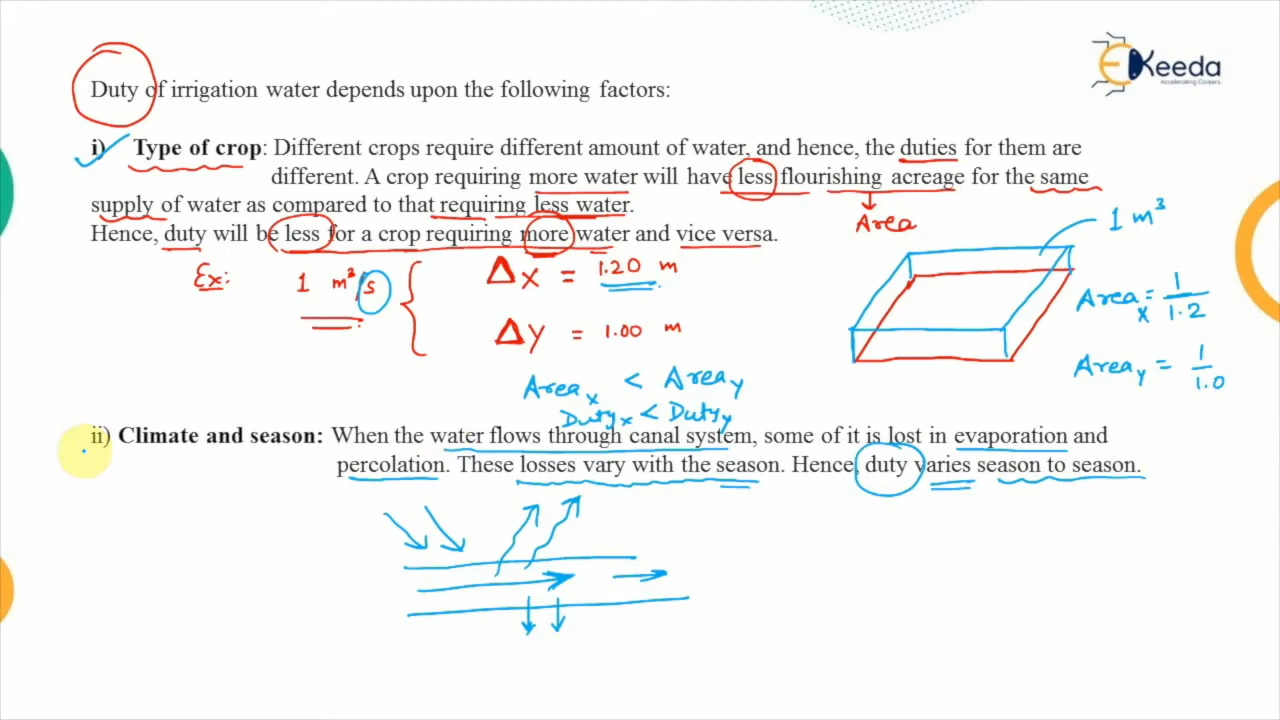 EKeeda
Accelerating Careers
Duty of irrigation water depends upon the following factors:
i) Type of crop: Different crops require different amount of water, and hence, the duties for them are
different. A crop requiring more water will have less flourishing acreage for the same
supply of water as compared to that requiring less water.
Area
1 m³
Hence, duty will be less for a crop requiring more water and vice versa.
Ex: 1 m³/s { Δx = 1.20 m
Δy = 1.00 m
Area x = 1/1.2
Area y = 1/1.0
Area x < Area y
Duty x < Duty y
ii) Climate and season: When the water flows through canal system, some of it is lost in evaporation and
percolation. These losses vary with the season. Hence, duty varies season to season.